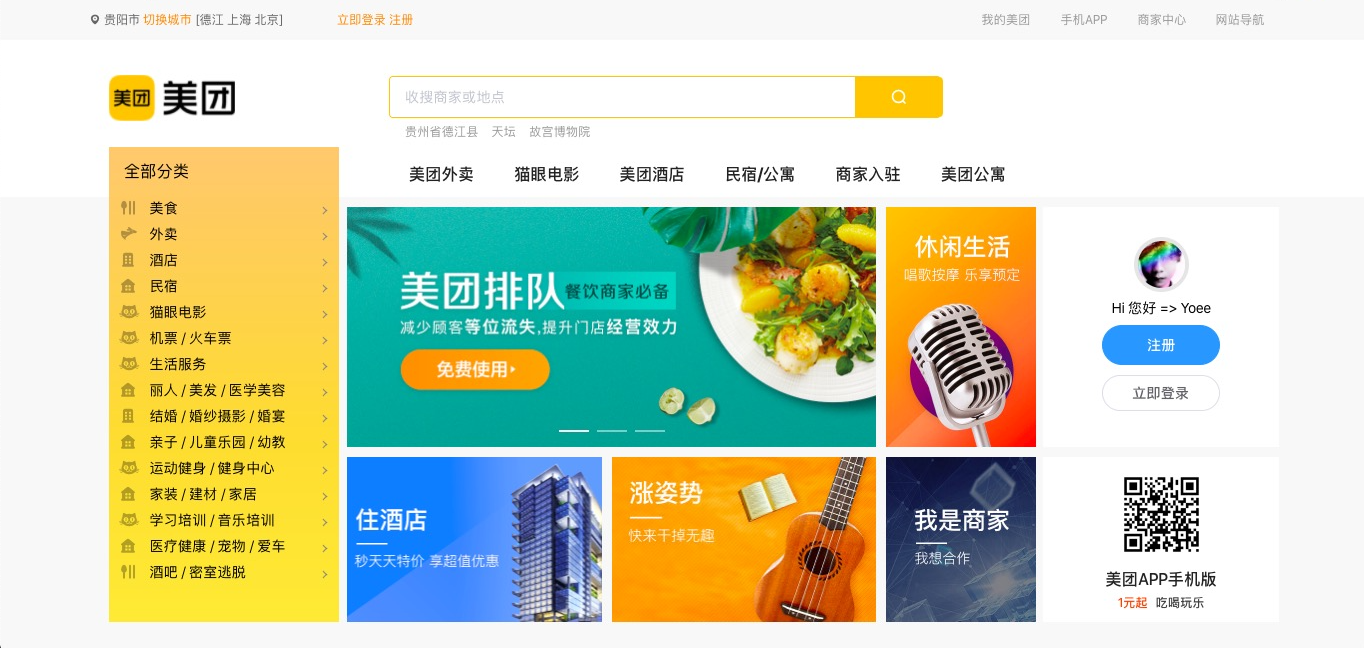 贵阳市 切换城市 [德江 上海 北京] 立即登录 注册 我的美团 手机APP 商家中心 网站导航
美团 美团
收搜商家或地点
贵州省德江县 天坛 故宫博物院
全部分类
美团外卖 猫眼电影 美团酒店 民宿/公寓 商家入驻 美团公寓
美食
外卖
酒店
民宿
猫眼电影
机票 / 火车票
生活服务
丽人 / 美发 / 医学美容
结婚 / 婚纱摄影 / 婚宴
亲子 / 儿童乐园 / 幼教
运动健身 / 健身中心
家装 / 建材 / 家居
学习培训 / 音乐培训
医疗健康 / 宠物 / 爱车
酒吧 / 密室逃脱
美团排队 餐饮商家必备
减少顾客等位流失,提升门店经营效力
免费使用
休闲生活
唱歌按摩 乐享预定
Hi 您好 => Yoee
注册
立即登录
住酒店
秒天天特价 享超值优惠
涨姿势
快来干掉无趣
我是商家
我想合作
美团APP手机版
1元起 吃喝玩乐